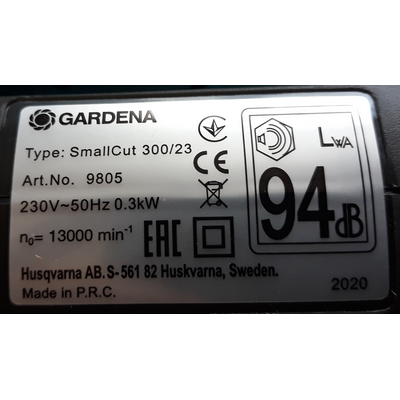 GARDENA
Type: SmallCut 300/23
Art.No. 9805
230V~50Hz 0.3kW
n₀= 13000 min⁻¹
CE
EAC
LWA
94dB
Husqvarna AB. S-561 82 Huskvarna, Sweden.
Made in P.R.C.
2020